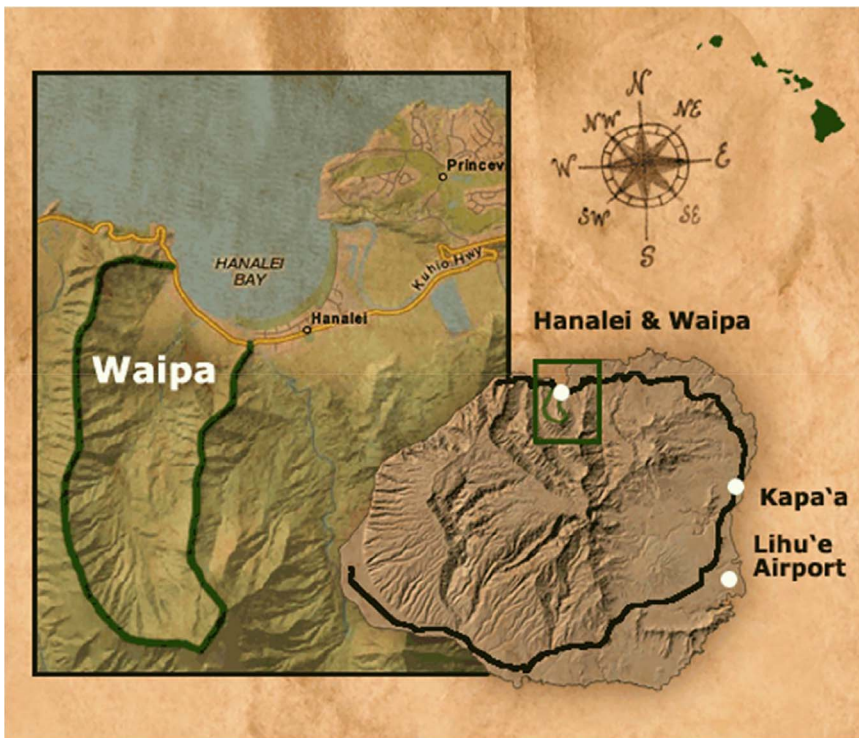 N
NW
NE
W
E
SW
SE
S
Princev
HANALEI
BAY
Kuhio Hwy
Hanalei
Waipa
Hanalei & Waipa
Kapa‘a
Lihu‘e
Airport